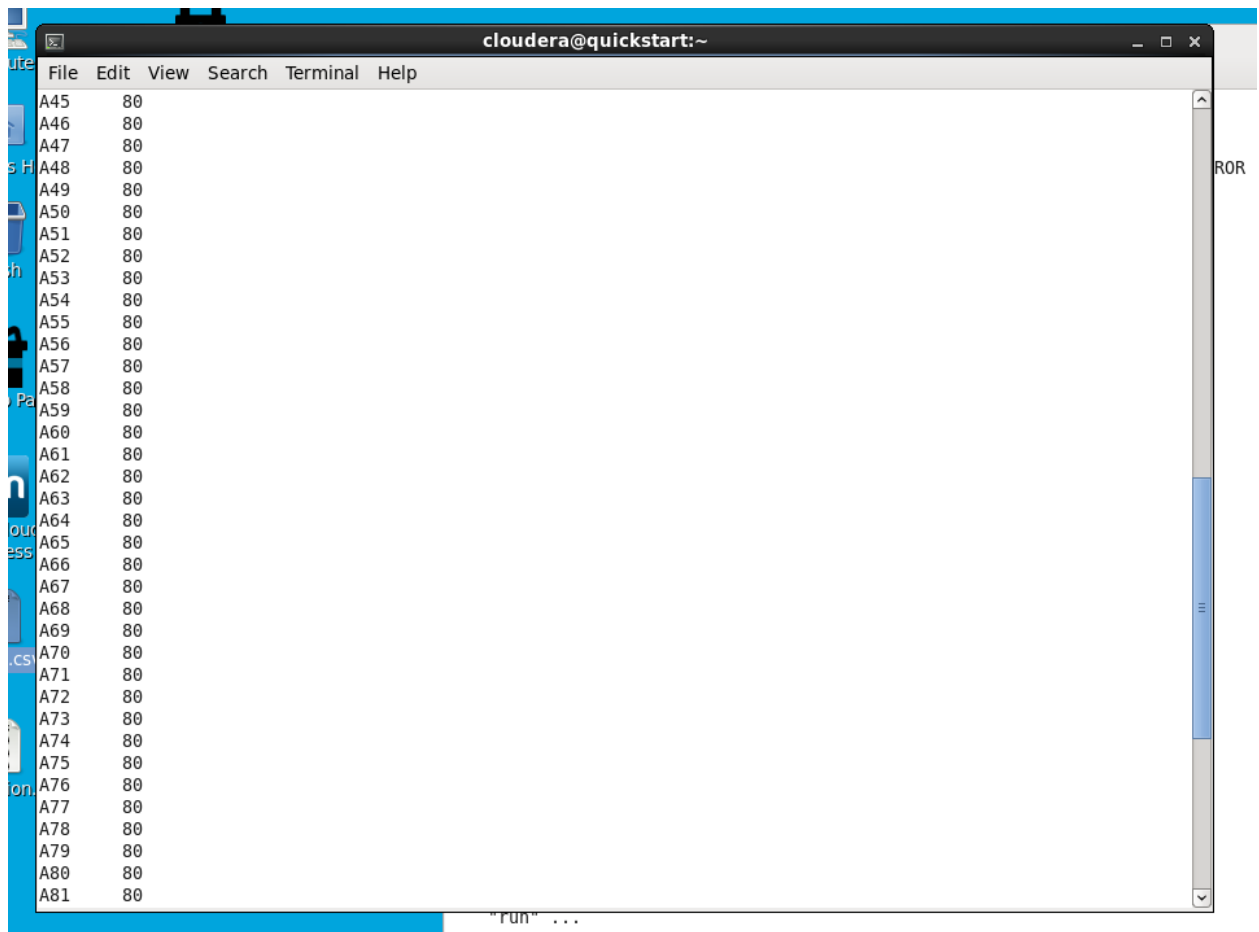 cloudera@quickstart:~
File Edit View Search Terminal Help
A45 80
A46 80
A47 80
A48 80
A49 80
A50 80
A51 80
A52 80
A53 80
A54 80
A55 80
A56 80
A57 80
A58 80
A59 80
A60 80
A61 80
A62 80
A63 80
A64 80
A65 80
A66 80
A67 80
A68 80
A69 80
A70 80
A71 80
A72 80
A73 80
A74 80
A75 80
A76 80
A77 80
A78 80
A79 80
A80 80
A81 80
ROR
.csv
"run" ...